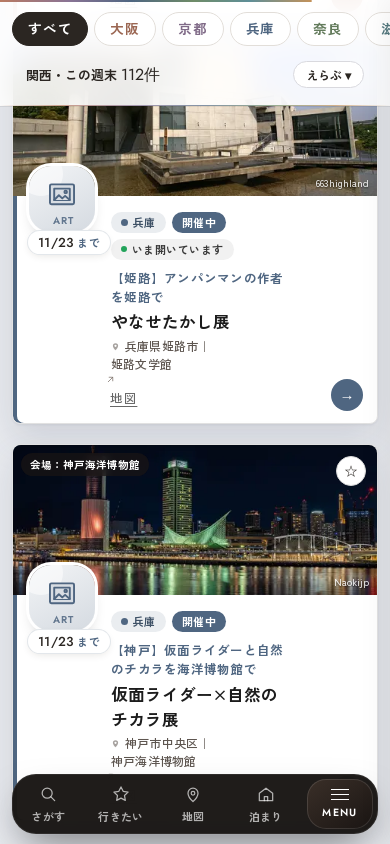 すべて 大阪 京都 兵庫 奈良
関西・この週末 112件 えらぶ ▾
663highland
ART
11/23 まで
兵庫 開催中
いま開いています
【姫路】アンパンマンの作者
を姫路で
やなせたかし展
兵庫県姫路市｜
姫路文学館
↗
地図 →
会場：神戸海洋博物館 ☆
Naokijp
ART
11/23 まで
兵庫 開催中
【神戸】仮面ライダーと自然
のチカラを海洋博物館で
仮面ライダー×自然の
チカラ展
神戸市中央区｜
神戸海洋博物館
さがす 行きたい 地図 泊まり MENU